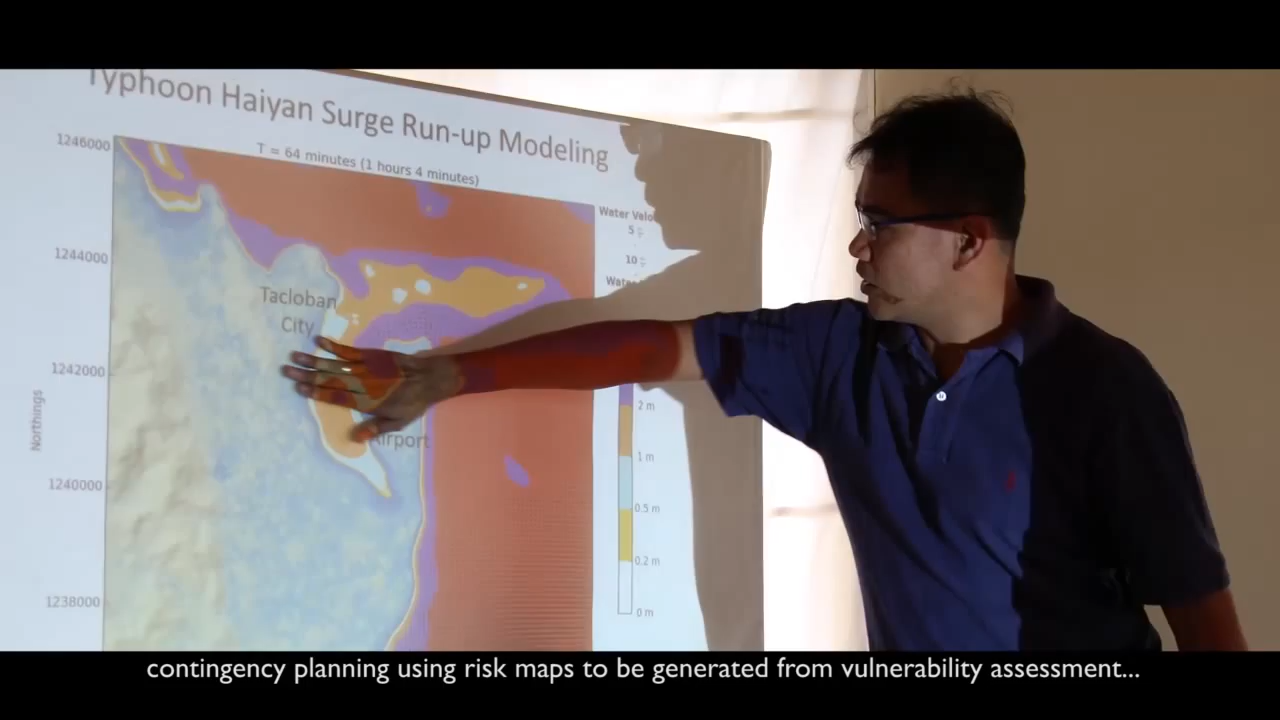 Typhoon Haiyan Surge Run-up Modeling
T = 64 minutes (1 hours 4 minutes)
1246000
1244000
1242000
1240000
1238000
Northings
Tacloban
City
Airport
Water
5
10
2 m
1 m
0.5 m
0.2 m
0 m
contingency planning using risk maps to be generated from vulnerability assessment...